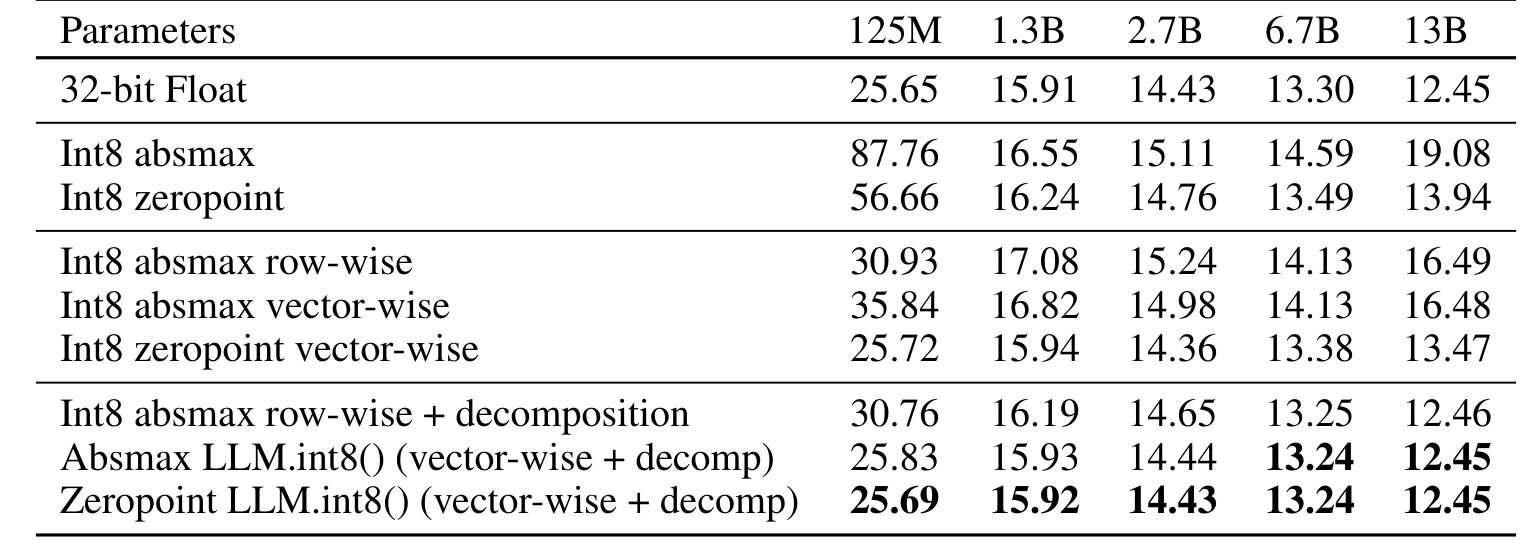 Parameters 125M 1.3B 2.7B 6.7B 13B
32-bit Float 25.65 15.91 14.43 13.30 12.45
Int8 absmax 87.76 16.55 15.11 14.59 19.08
Int8 zeropoint 56.66 16.24 14.76 13.49 13.94
Int8 absmax row-wise 30.93 17.08 15.24 14.13 16.49
Int8 absmax vector-wise 35.84 16.82 14.98 14.13 16.48
Int8 zeropoint vector-wise 25.72 15.94 14.36 13.38 13.47
Int8 absmax row-wise + decomposition 30.76 16.19 14.65 13.25 12.46
Absmax LLM.int8() (vector-wise + decomp) 25.83 15.93 14.44 13.24 12.45
Zeropoint LLM.int8() (vector-wise + decomp) 25.69 15.92 14.43 13.24 12.45